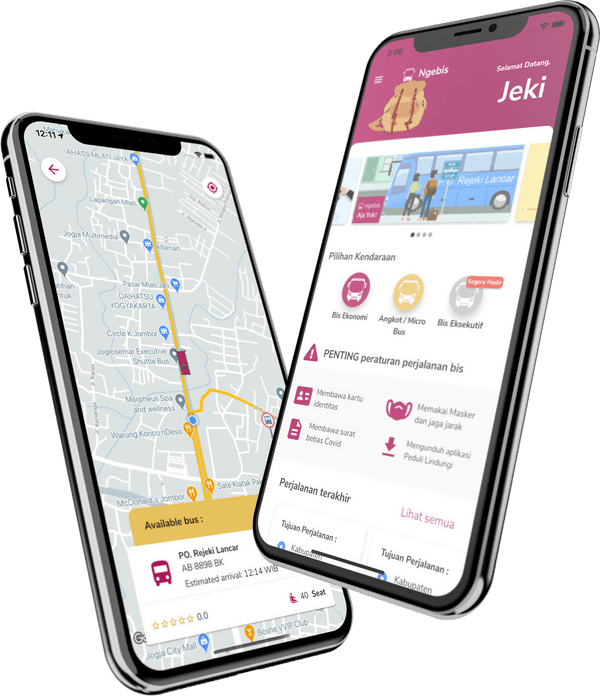 12:11
AHASS MLATI JAYA
Lapangan Mlati
Jogja Multimedia
Alfamart
Pasar Mlati Jati
DAIHATSU
YOGYAKARTA
Circle K Jombor
Joglosemar Executive
Shuttle Bus
Morpheus Spa
and wellness
Warung Konco nDeso
McDonald's Jombor
Sate Klatak Pak
Available bus :
PO. Rejeki Lancar
AB 8898 BK
Estimated arrival: 12:14 WIB
40 Seat
0.0
Boshe VVIP Club
Jogja City Mall
3:06
Ngebis
Selamat Datang,
Jeki
Rejeki Lancar
ngebis
Aja Yuk!
Pilihan Kendaraan
Segera Hadir
Bis Ekonomi
Angkot / Micro
Bus
Bis Eksekutif
PENTING peraturan perjalanan bis
Membawa kartu
identitas
Memakai Masker
dan jaga jarak
Membawa surat
bebas Covid
Mengunduh aplikasi
Peduli Lindungi
Perjalanan terakhir
Lihat semua
Tujuan Perjalanan :
Kabupaten
Tujuan Perjalanan :
Kabupaten